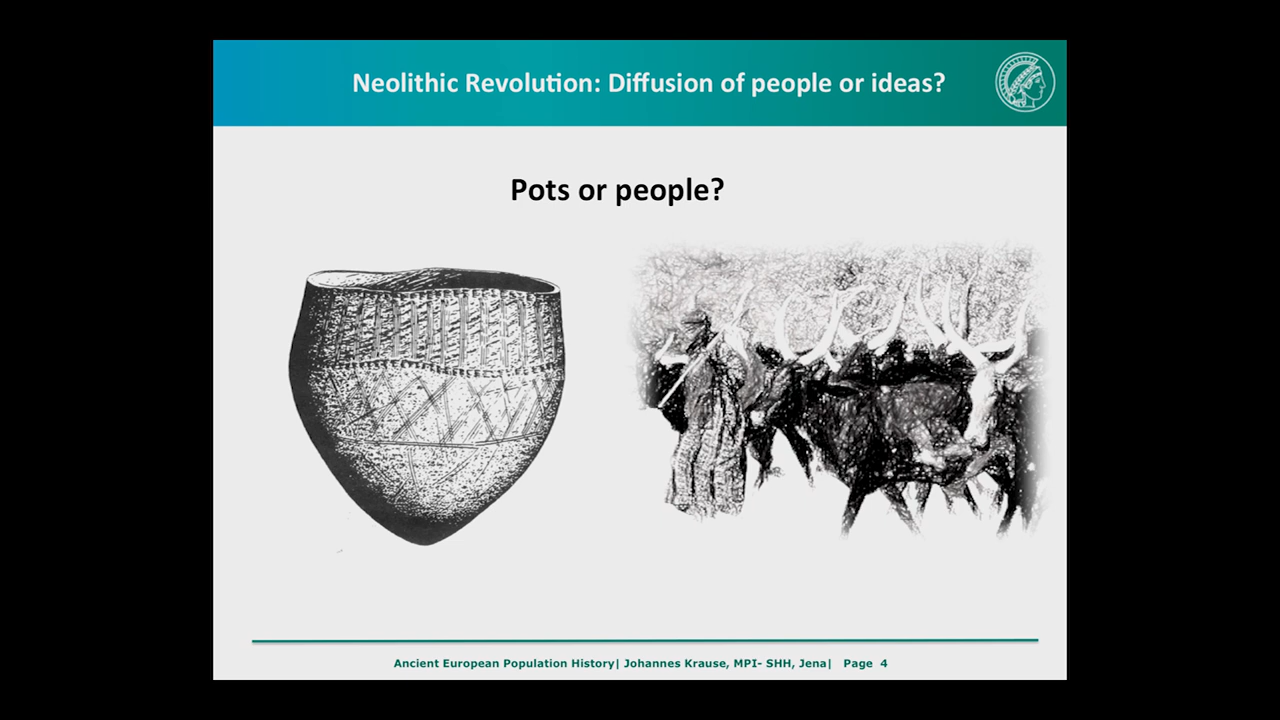 Neolithic Revolution: Diffusion of people or ideas?
Pots or people?
Ancient European Population History| Johannes Krause, MPI- SHH, Jena| Page 4